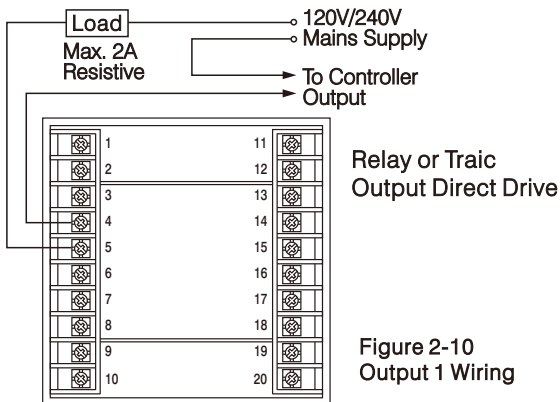 Load
Max. 2A
Resistive
120V/240V
Mains Supply
To Controller
Output
1
2
3
4
5
6
7
8
9
10
11
12
13
14
15
16
17
18
19
20
Relay or Traic
Output Direct Drive
Figure 2-10
Output 1 Wiring